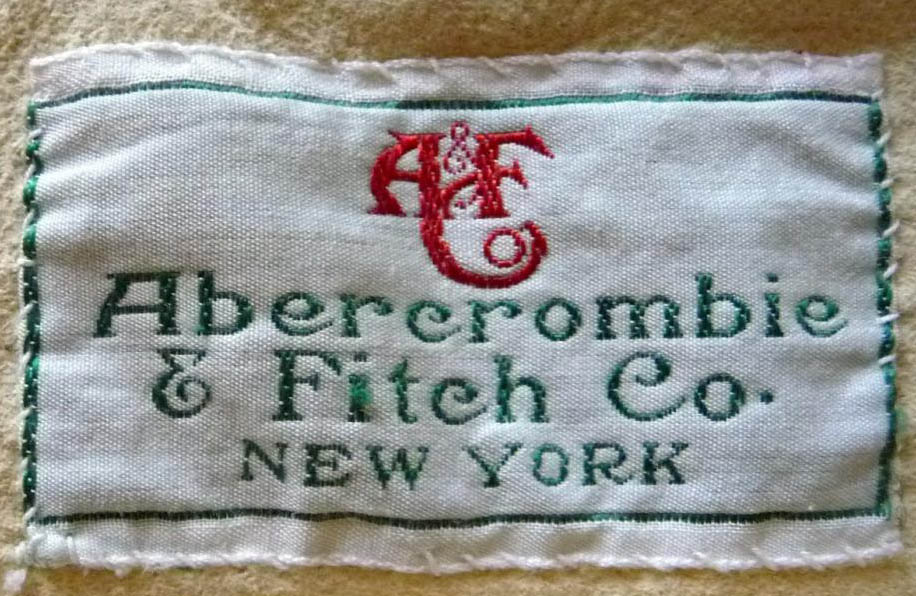 A&F Co
Abercrombie
& Fitch Co.
NEW YORK